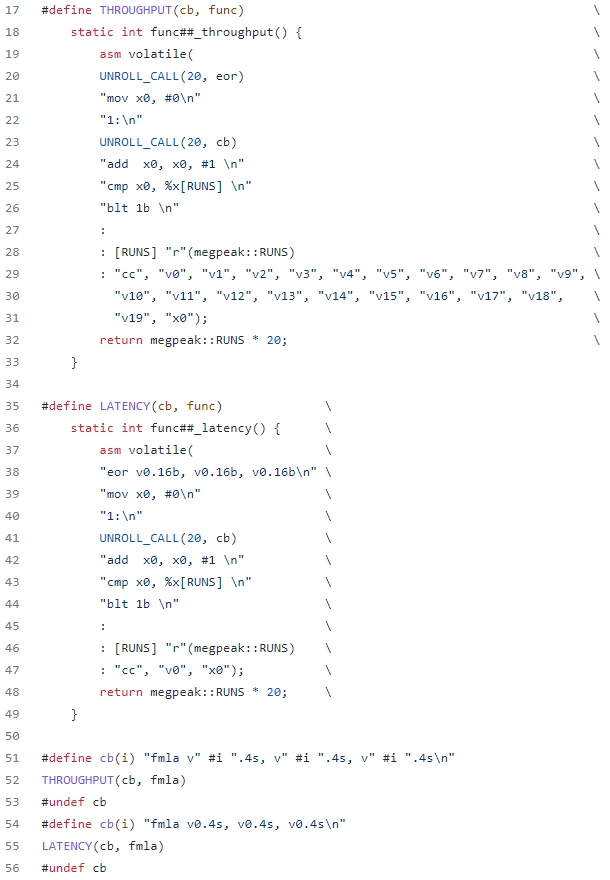 17 #define THROUGHPUT(cb, func) \
18     static int func##_throughput() { \
19         asm volatile( \
20         UNROLL_CALL(20, eor) \
21         "mov x0, #0\n" \
22         "1:\n" \
23         UNROLL_CALL(20, cb) \
24         "add  x0, x0, #1 \n" \
25         "cmp x0, %x[RUNS] \n" \
26         "blt 1b \n" \
27         : \
28         : [RUNS] "r"(megpeak::RUNS) \
29         : "cc", "v0", "v1", "v2", "v3", "v4", "v5", "v6", "v7", "v8", "v9", \
30           "v10", "v11", "v12", "v13", "v14", "v15", "v16", "v17", "v18", \
31           "v19", "x0"); \
32         return megpeak::RUNS * 20; \
33     }
34
35 #define LATENCY(cb, func) \
36     static int func##_latency() { \
37         asm volatile( \
38         "eor v0.16b, v0.16b, v0.16b\n" \
39         "mov x0, #0\n" \
40         "1:\n" \
41         UNROLL_CALL(20, cb) \
42         "add  x0, x0, #1 \n" \
43         "cmp x0, %x[RUNS] \n" \
44         "blt 1b \n" \
45         : \
46         : [RUNS] "r"(megpeak::RUNS) \
47         : "cc", "v0", "x0"); \
48         return megpeak::RUNS * 20; \
49     }
50
51 #define cb(i) "fmla v" #i ".4s, v" #i ".4s, v" #i ".4s\n"
52 THROUGHPUT(cb, fmla)
53 #undef cb
54 #define cb(i) "fmla v0.4s, v0.4s, v0.4s\n"
55 LATENCY(cb, fmla)
56 #undef cb